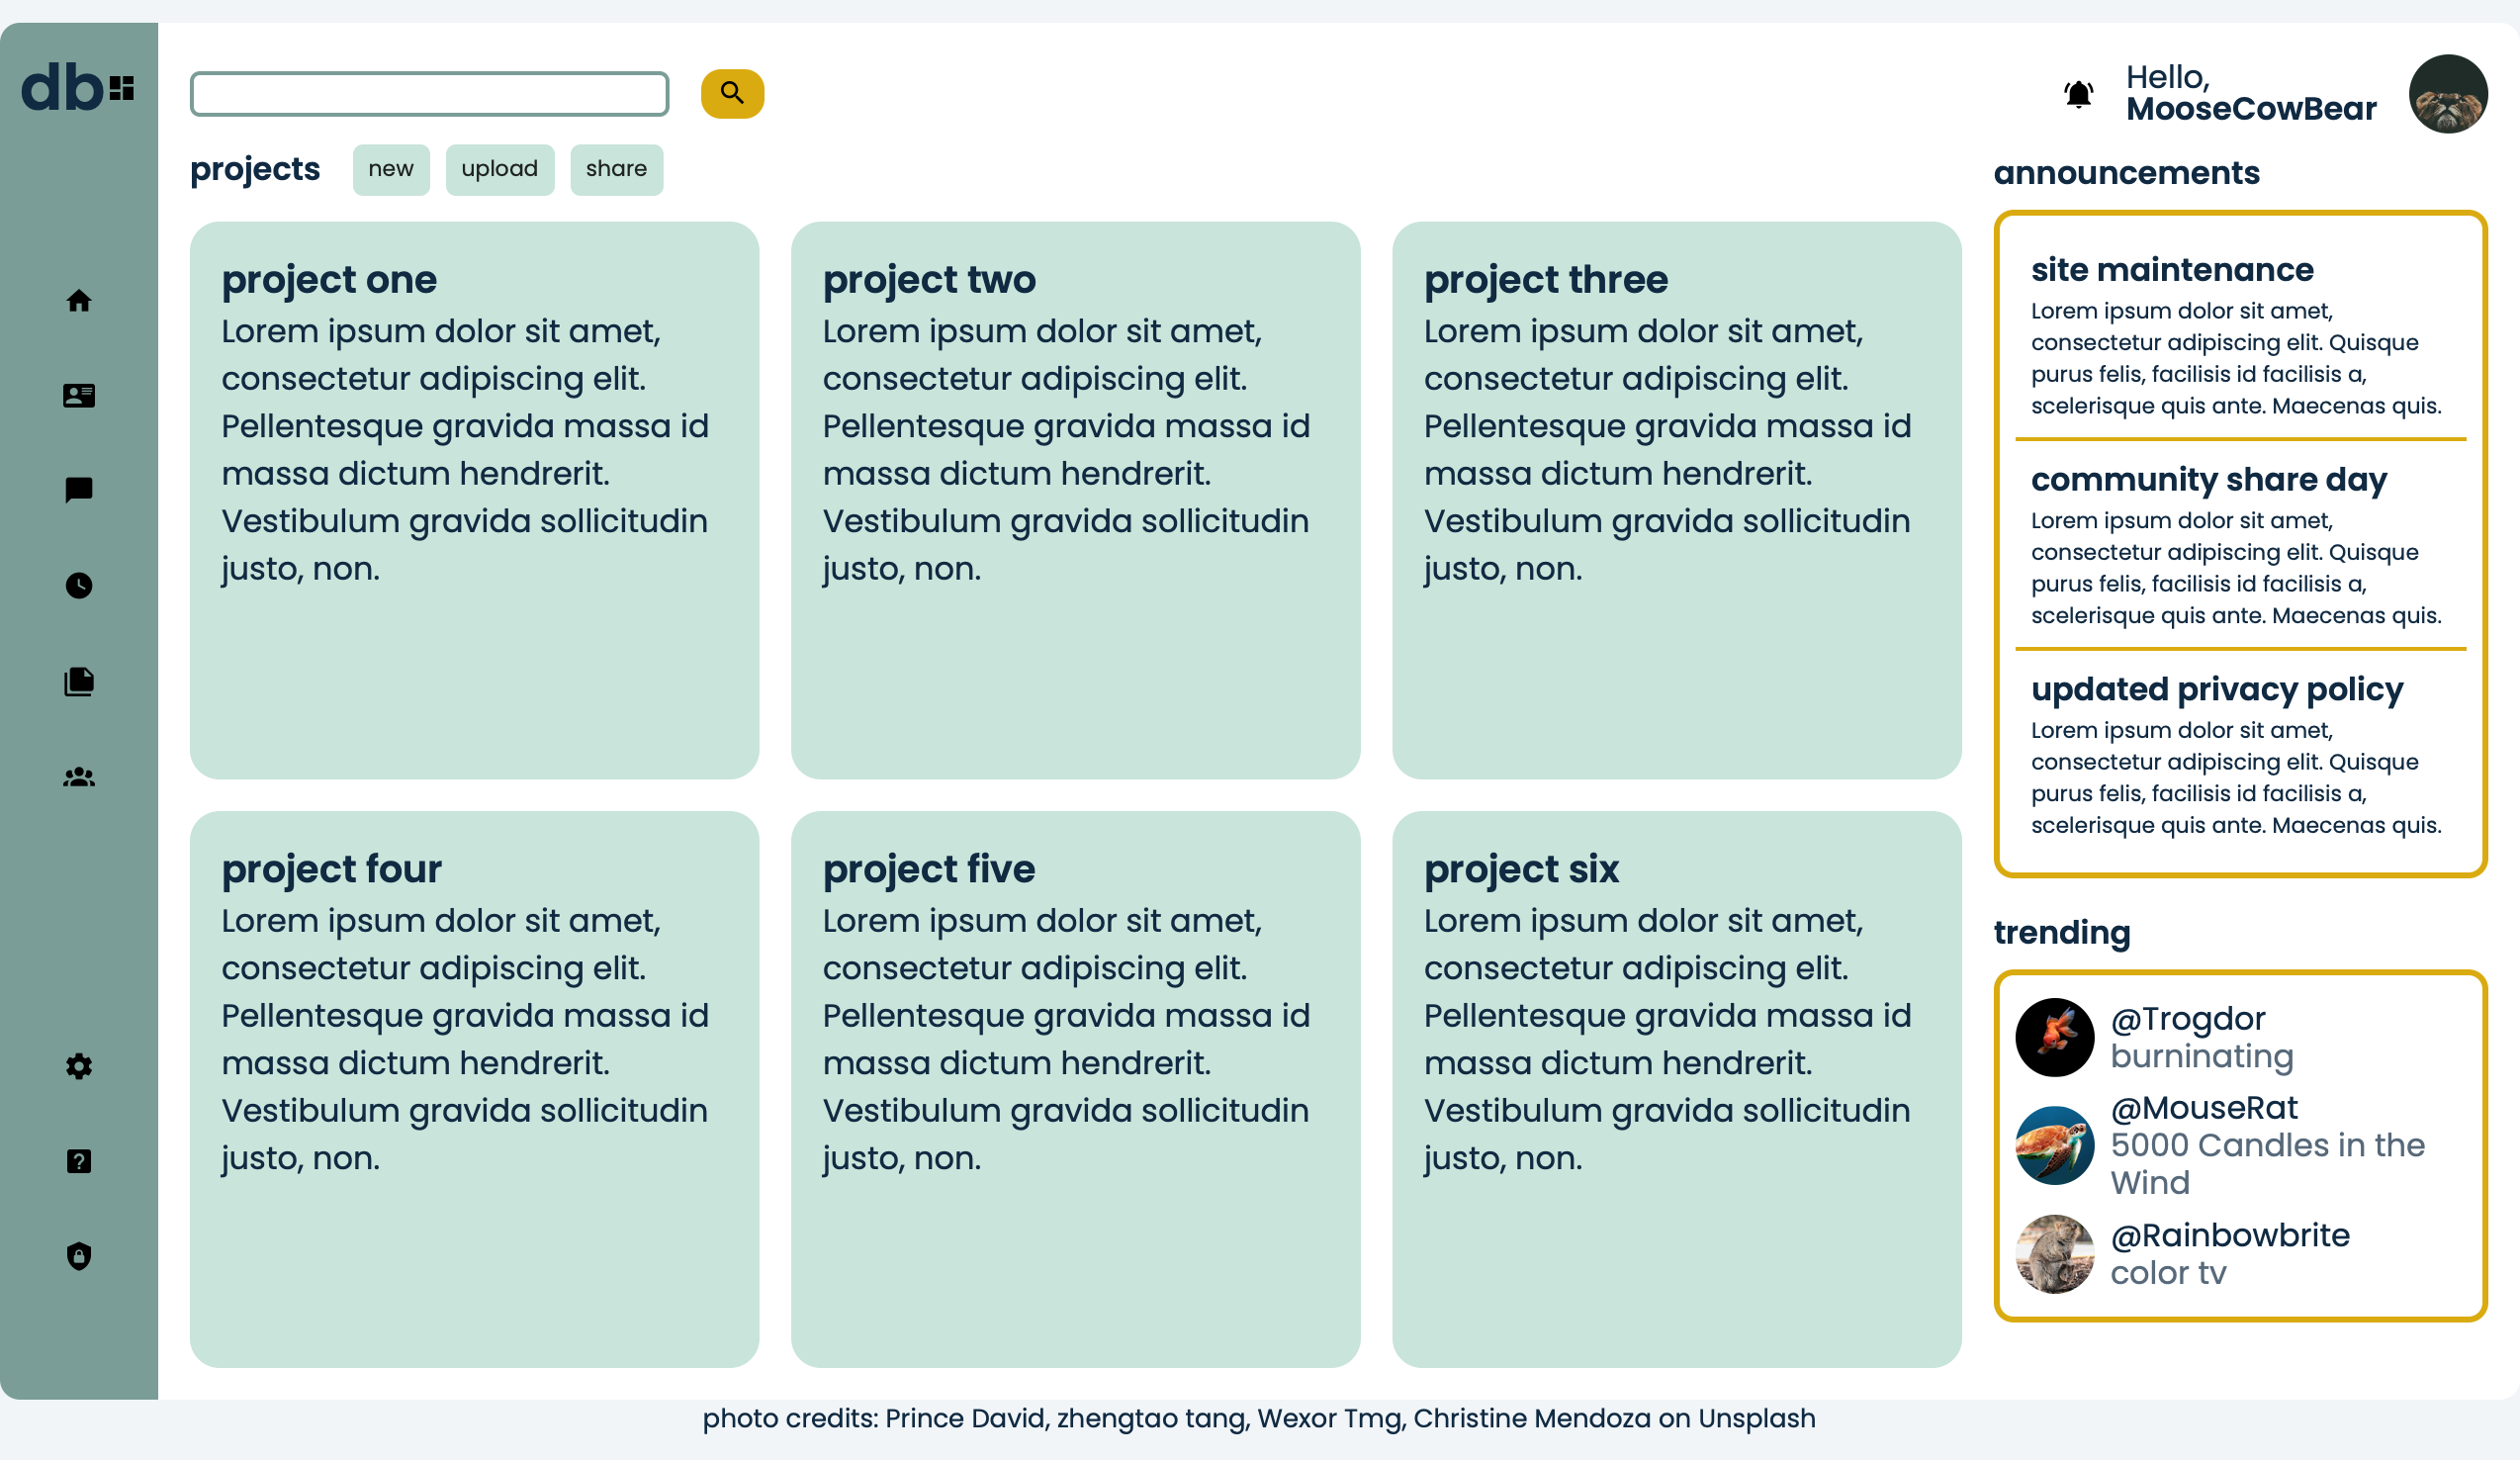 db
Hello,
MooseCowBear
projects
new
upload
share
project one
Lorem ipsum dolor sit amet,
consectetur adipiscing elit.
Pellentesque gravida massa id
massa dictum hendrerit.
Vestibulum gravida sollicitudin
justo, non.
project two
Lorem ipsum dolor sit amet,
consectetur adipiscing elit.
Pellentesque gravida massa id
massa dictum hendrerit.
Vestibulum gravida sollicitudin
justo, non.
project three
Lorem ipsum dolor sit amet,
consectetur adipiscing elit.
Pellentesque gravida massa id
massa dictum hendrerit.
Vestibulum gravida sollicitudin
justo, non.
project four
Lorem ipsum dolor sit amet,
consectetur adipiscing elit.
Pellentesque gravida massa id
massa dictum hendrerit.
Vestibulum gravida sollicitudin
justo, non.
project five
Lorem ipsum dolor sit amet,
consectetur adipiscing elit.
Pellentesque gravida massa id
massa dictum hendrerit.
Vestibulum gravida sollicitudin
justo, non.
project six
Lorem ipsum dolor sit amet,
consectetur adipiscing elit.
Pellentesque gravida massa id
massa dictum hendrerit.
Vestibulum gravida sollicitudin
justo, non.
announcements
site maintenance
Lorem ipsum dolor sit amet,
consectetur adipiscing elit. Quisque
purus felis, facilisis id facilisis a,
scelerisque quis ante. Maecenas quis.
community share day
Lorem ipsum dolor sit amet,
consectetur adipiscing elit. Quisque
purus felis, facilisis id facilisis a,
scelerisque quis ante. Maecenas quis.
updated privacy policy
Lorem ipsum dolor sit amet,
consectetur adipiscing elit. Quisque
purus felis, facilisis id facilisis a,
scelerisque quis ante. Maecenas quis.
trending
@Trogdor
burninating
@MouseRat
5000 Candles in the
Wind
@Rainbowbrite
color tv
photo credits: Prince David, zhengtao tang, Wexor Tmg, Christine Mendoza on Unsplash